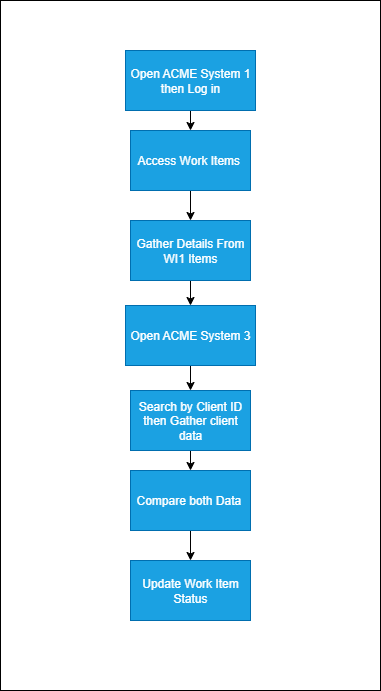 Open ACME System 1
then Log in
Access Work Items
Gather Details From
WI1 Items
Open ACME System 3
Search by Client ID
then Gather client
data
Compare both Data
Update Work Item
Status